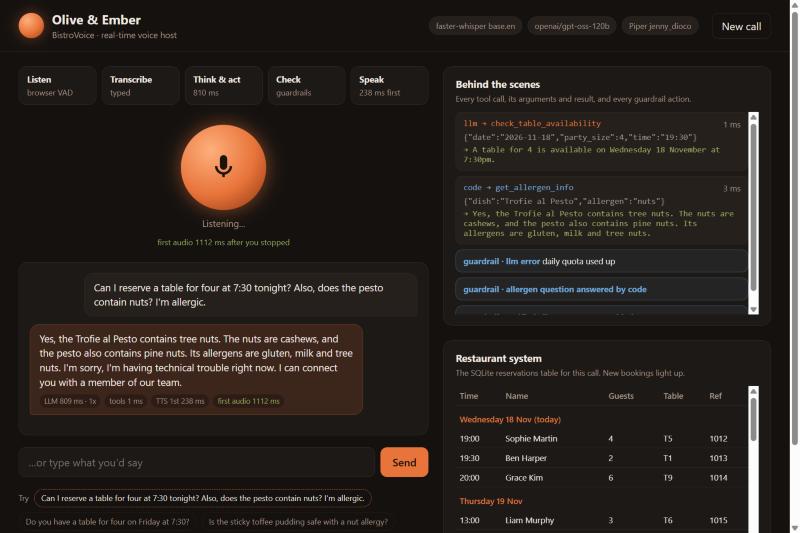 Olive & Ember
BistroVoice · real-time voice host
faster-whisper base.en
openai/gpt-oss-120b
Piper jenny_dioco
New call
Listen
browser VAD
Transcribe
typed
Think & act
810 ms
Check
guardrails
Speak
238 ms first
Listening...
first audio 1112 ms after you stopped
Can I reserve a table for four at 7:30 tonight? Also, does the pesto
contain nuts? I'm allergic.
Yes, the Trofie al Pesto contains tree nuts. The nuts are cashews, and
the pesto also contains pine nuts. Its allergens are gluten, milk and tree
nuts. I'm sorry, I'm having technical trouble right now. I can connect
you with a member of our team.
LLM 809 ms · 1x
tools 1 ms
TTS 1st 238 ms
first audio 1112 ms
...or type what you'd say
Send
Try
Can I reserve a table for four at 7:30 tonight? Also, does the pesto contain nuts? I'm allergic.
Do you have a table for four on Friday at 7:30?
Is the sticky toffee pudding safe with a nut allergy?
Behind the scenes
Every tool call, its arguments and result, and every guardrail action.
llm → check_table_availability
1 ms
{"date":"2026-11-18","party_size":4,"time":"19:30"}
→ A table for 4 is available on Wednesday 18 November at
7:30pm.
code → get_allergen_info
3 ms
{"dish":"Trofie al Pesto","allergen":"nuts"}
→ Yes, the Trofie al Pesto contains tree nuts. The nuts are
cashews, and the pesto also contains pine nuts. Its
allergens are gluten, milk and tree nuts.
guardrail · llm error daily quota used up
guardrail · allergen question answered by code
Restaurant system
The SQLite reservations table for this call. New bookings light up.
Time Name Guests Table Ref
Wednesday 18 Nov (today)
19:00 Sophie Martin 4 T5 1012
19:30 Ben Harper 2 T1 1013
20:00 Grace Kim 6 T9 1014
Thursday 19 Nov
13:00 Liam Murphy 3 T6 1015